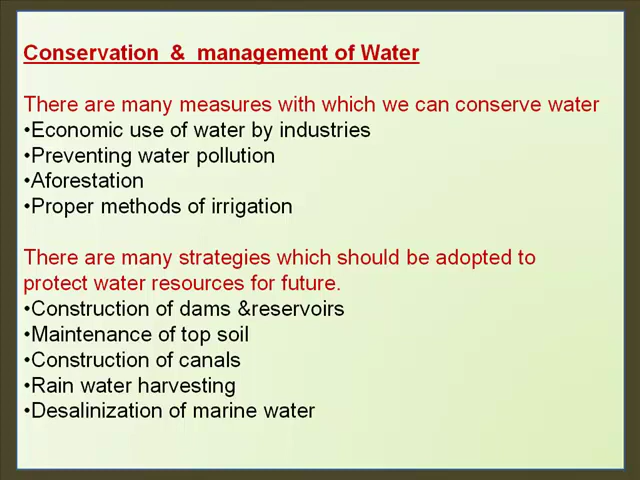 Conservation & management of Water
There are many measures with which we can conserve water
•Economic use of water by industries
•Preventing water pollution
•Aforestation
•Proper methods of irrigation
There are many strategies which should be adopted to
protect water resources for future.
•Construction of dams &reservoirs
•Maintenance of top soil
•Construction of canals
•Rain water harvesting
•Desalinization of marine water